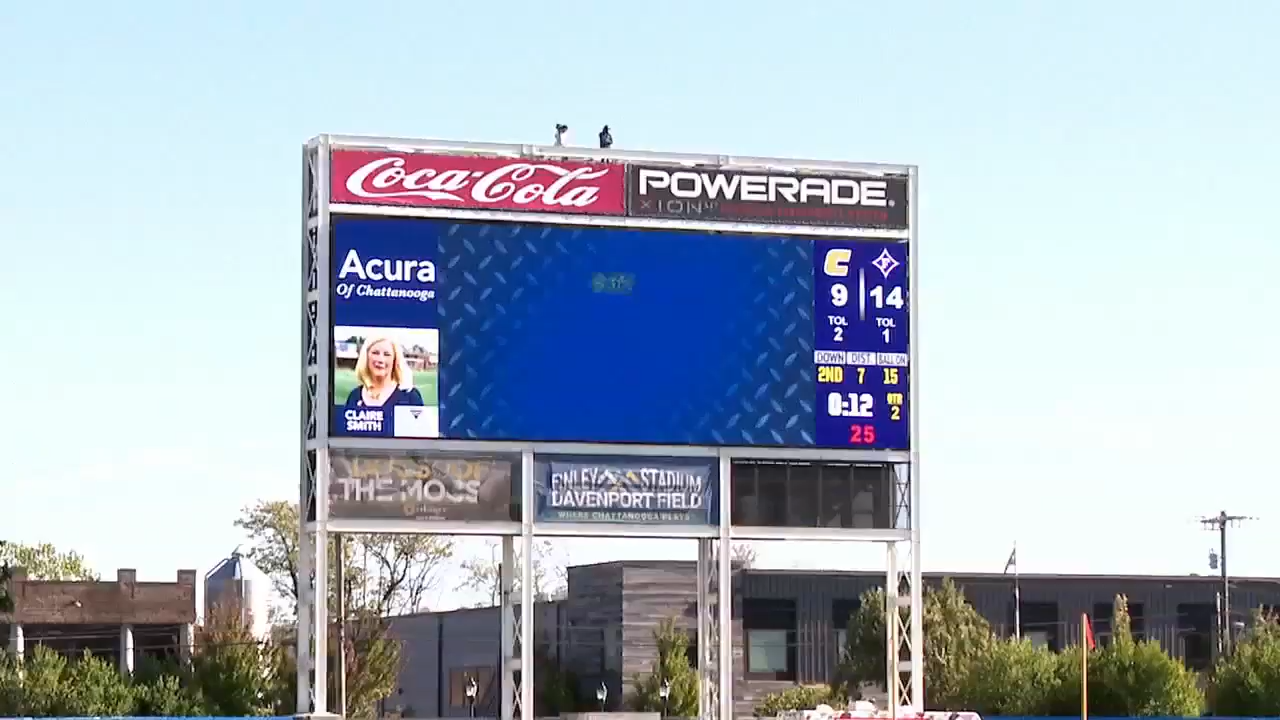 Coca-Cola
POWERADE
ION4
Acura
Of Chattanooga
C F
9 14
TOL TOL
2 1
DOWN DIST. BALL ON
2ND 7 15
0:12 QTR 2
25
CLAIRE
SMITH
THE MOCS
FINLEY STADIUM
DAVENPORT FIELD
WHERE CHATTANOOGA PLAYS